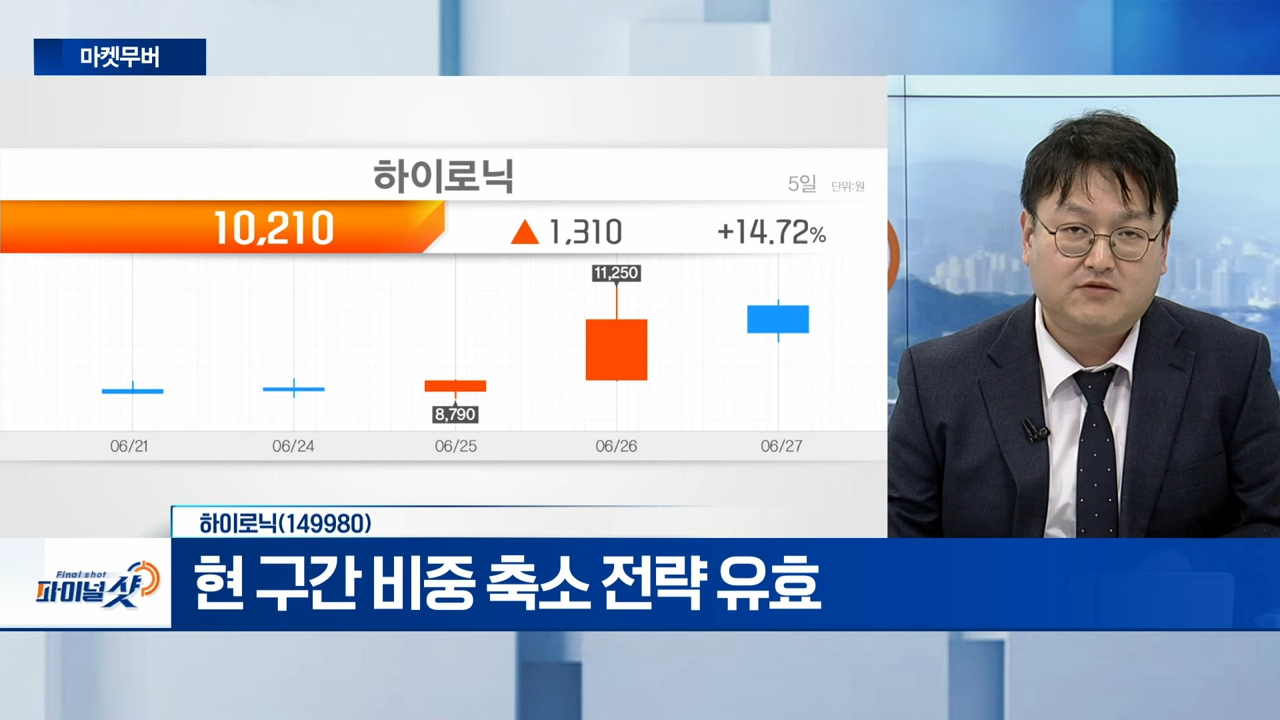 마켓무버
하이로닉
5일 단위:원
10,210 ▲ 1,310 +14.72%
11,250
8,790
06/21 06/24 06/25 06/26 06/27
하이로닉(149980)
Final shot
파이널샷
현 구간 비중 축소 전략 유효